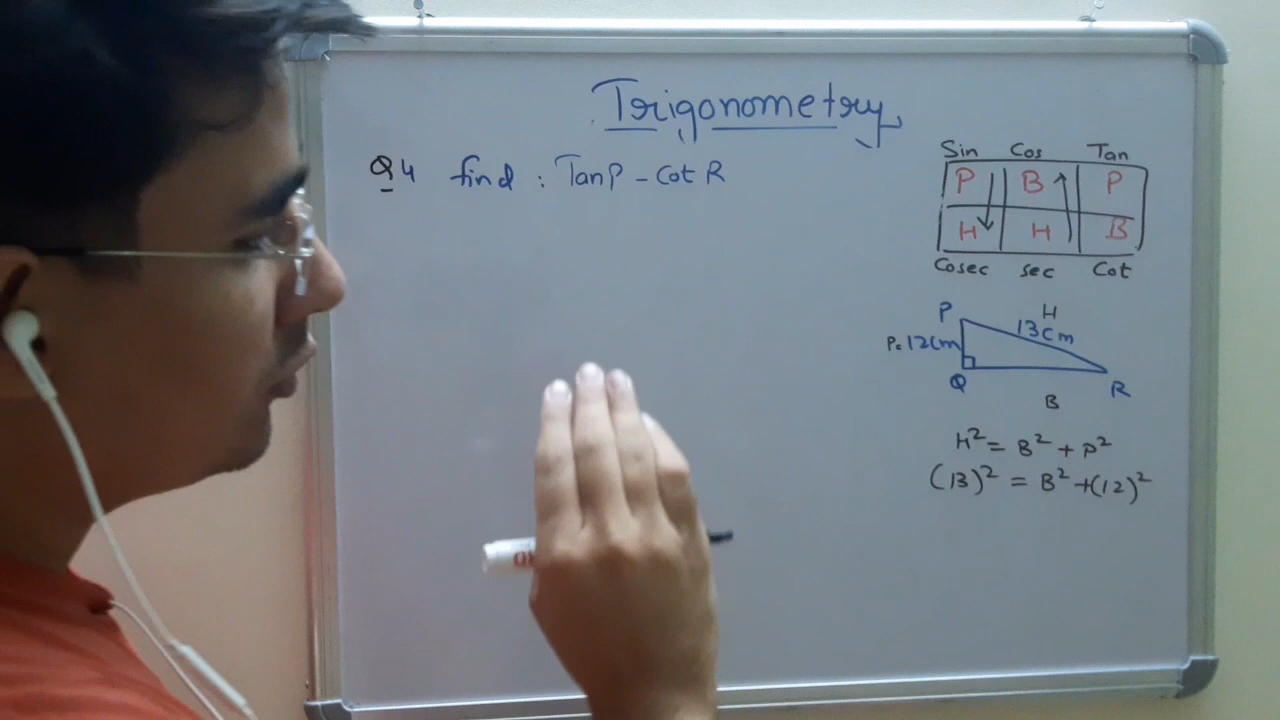 Trigonometry
Q4 find : TanP - Cot R
Sin Cos Tan
P B P
H H B
Cosec sec Cot
P H
13cm
P=12cm
Q R
B
H² = B² + P²
(13)² = B² + (12)²